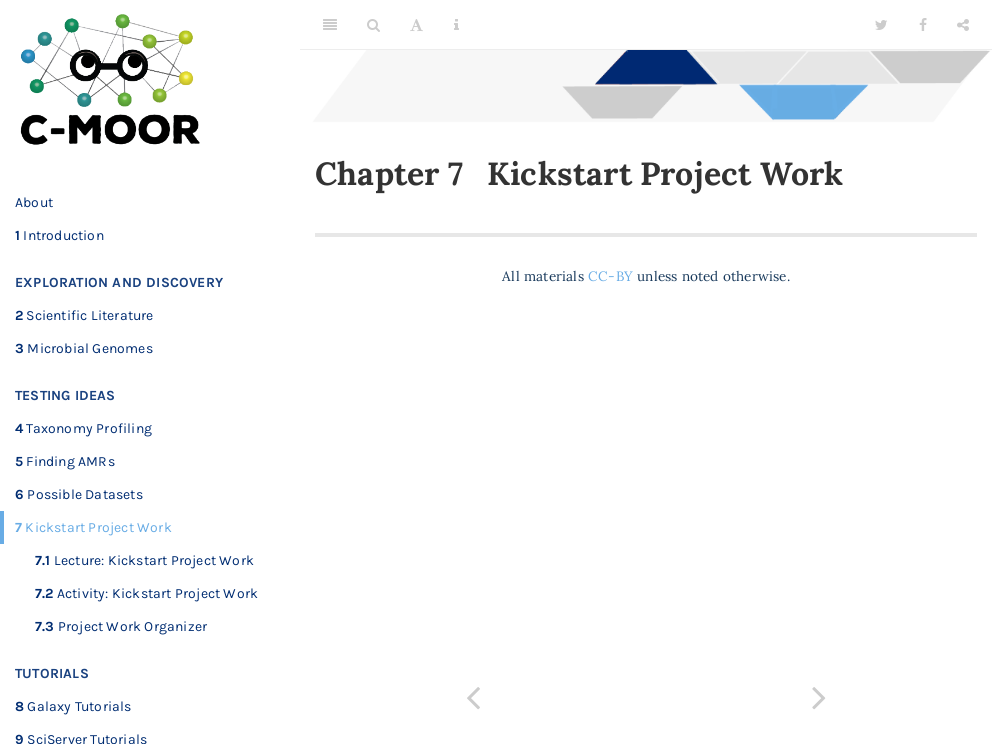 C-MOOR
About
1 Introduction
EXPLORATION AND DISCOVERY
2 Scientific Literature
3 Microbial Genomes
TESTING IDEAS
4 Taxonomy Profiling
5 Finding AMRs
6 Possible Datasets
7 Kickstart Project Work
7.1 Lecture: Kickstart Project Work
7.2 Activity: Kickstart Project Work
7.3 Project Work Organizer
TUTORIALS
8 Galaxy Tutorials
9 SciServer Tutorials
A
Chapter 7 Kickstart Project Work
All materials CC-BY unless noted otherwise.